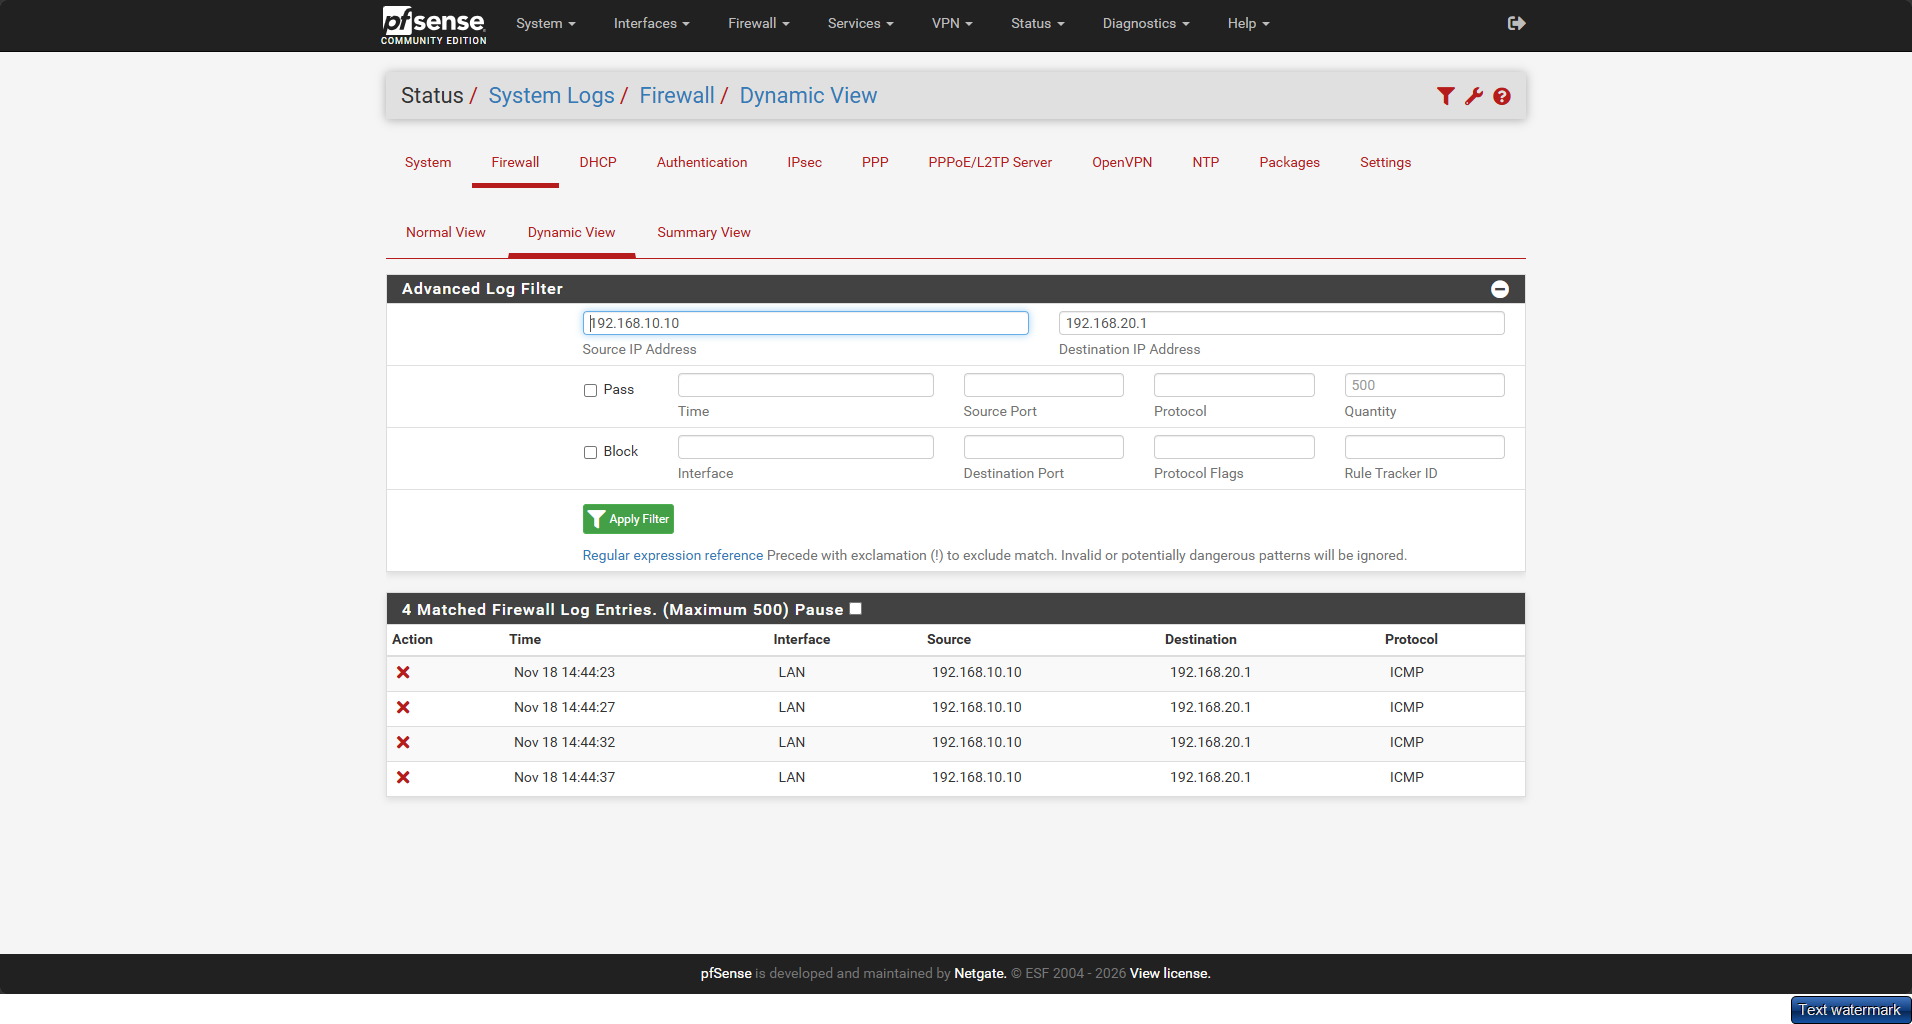 pfsense
COMMUNITY EDITION
System Interfaces Firewall Services VPN Status Diagnostics Help
Status / System Logs / Firewall / Dynamic View
System Firewall DHCP Authentication IPsec PPP PPPoE/L2TP Server OpenVPN NTP Packages Settings
Normal View Dynamic View Summary View
Advanced Log Filter
192.168.10.10 192.168.20.1
Source IP Address Destination IP Address
Pass 500
Time Source Port Protocol Quantity
Block
Interface Destination Port Protocol Flags Rule Tracker ID
Apply Filter
Regular expression reference Precede with exclamation (!) to exclude match. Invalid or potentially dangerous patterns will be ignored.
4 Matched Firewall Log Entries. (Maximum 500) Pause
Action Time Interface Source Destination Protocol
Nov 18 14:44:23 LAN 192.168.10.10 192.168.20.1 ICMP
Nov 18 14:44:27 LAN 192.168.10.10 192.168.20.1 ICMP
Nov 18 14:44:32 LAN 192.168.10.10 192.168.20.1 ICMP
Nov 18 14:44:37 LAN 192.168.10.10 192.168.20.1 ICMP
pfSense is developed and maintained by Netgate. © ESF 2004 - 2026 View license.
Text watermark